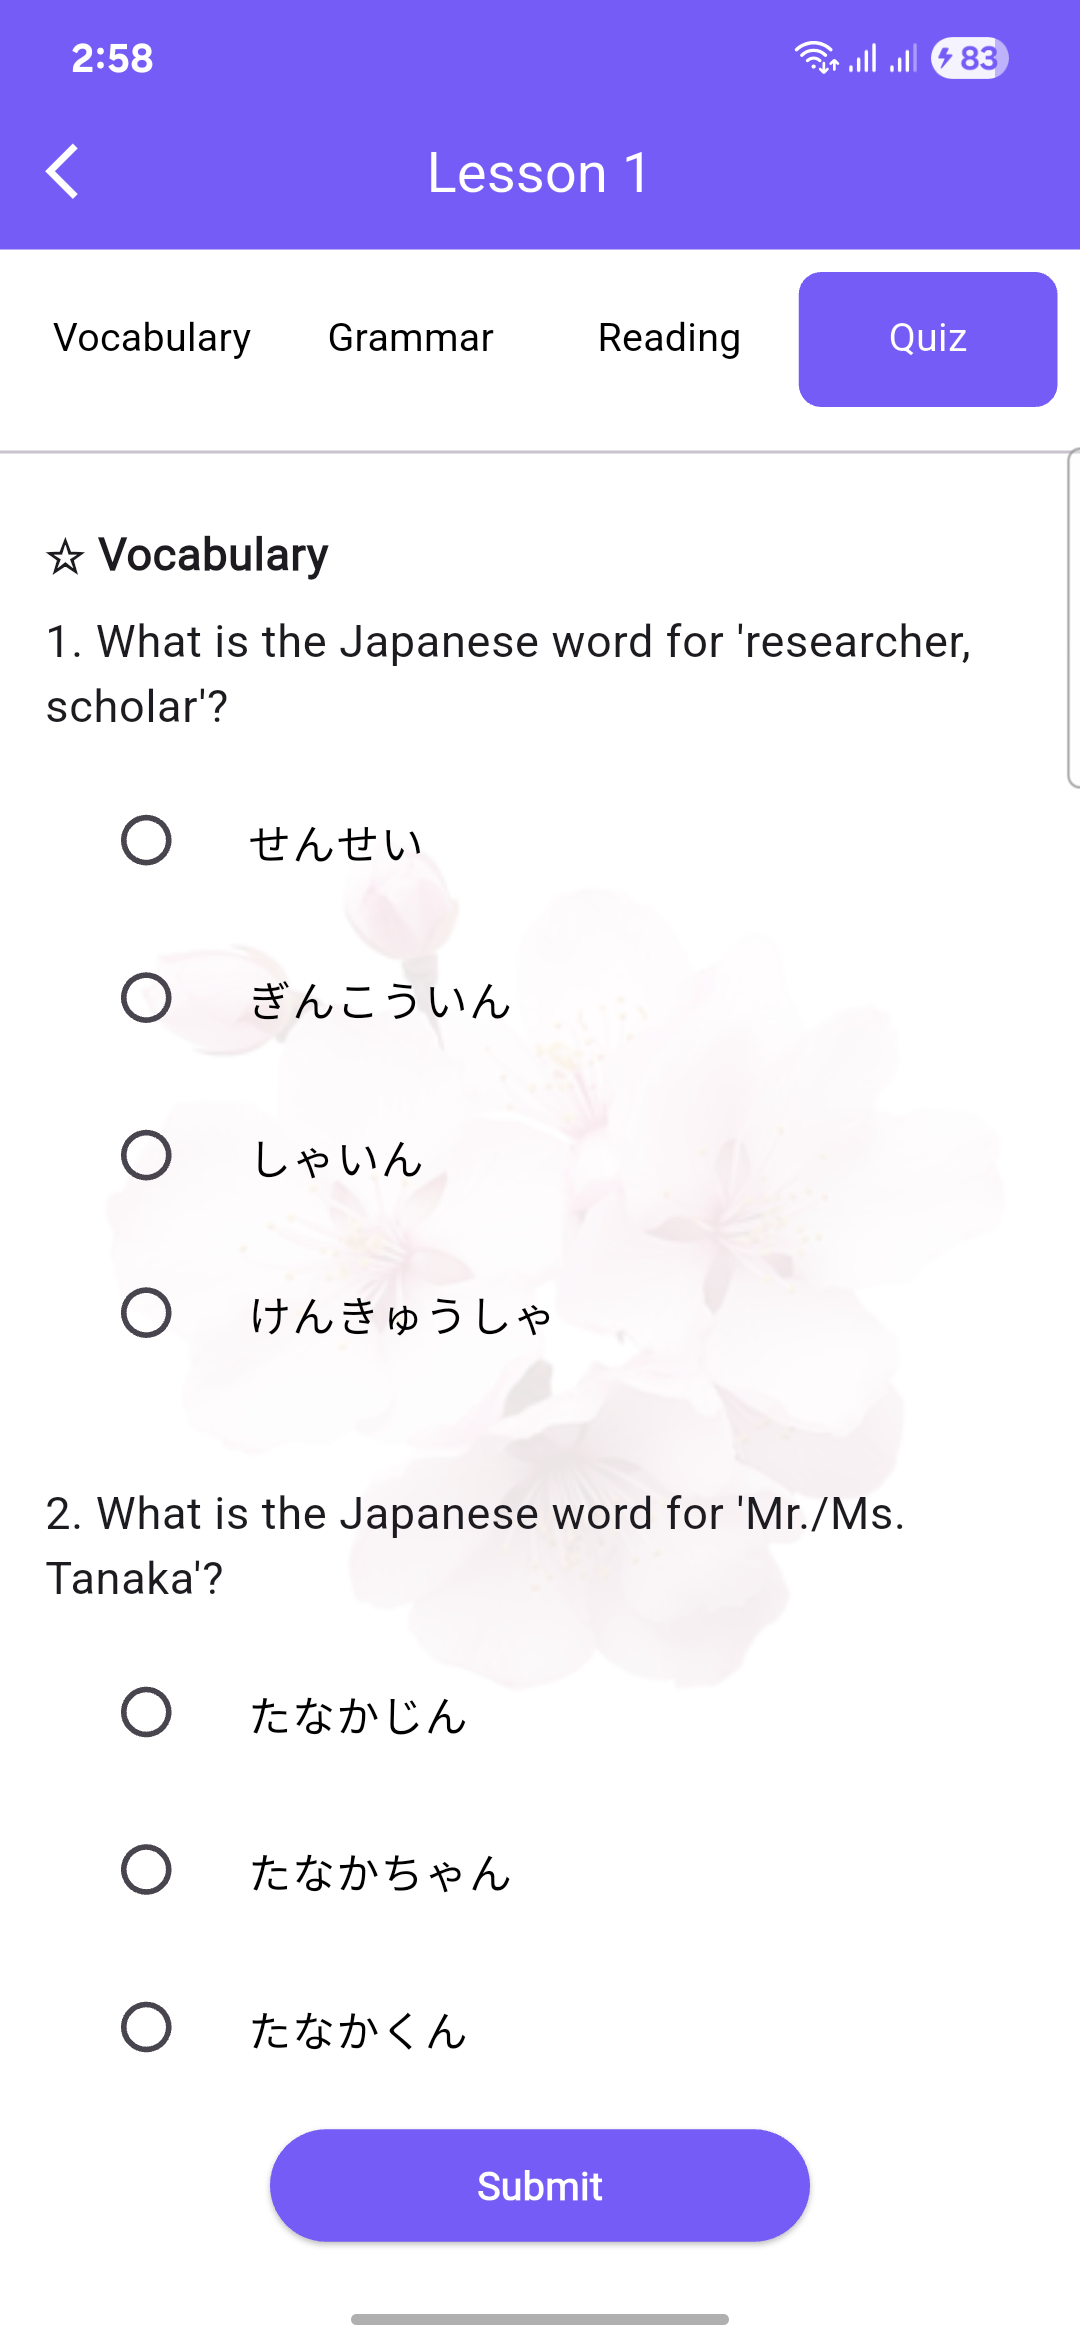 2:58
83
Lesson 1
Vocabulary Grammar Reading Quiz
☆ Vocabulary
1. What is the Japanese word for 'researcher,
scholar'?
せんせい
ぎんこういん
しゃいん
けんきゅうしゃ
2. What is the Japanese word for 'Mr./Ms.
Tanaka'?
たなかじん
たなかちゃん
たなかくん
Submit